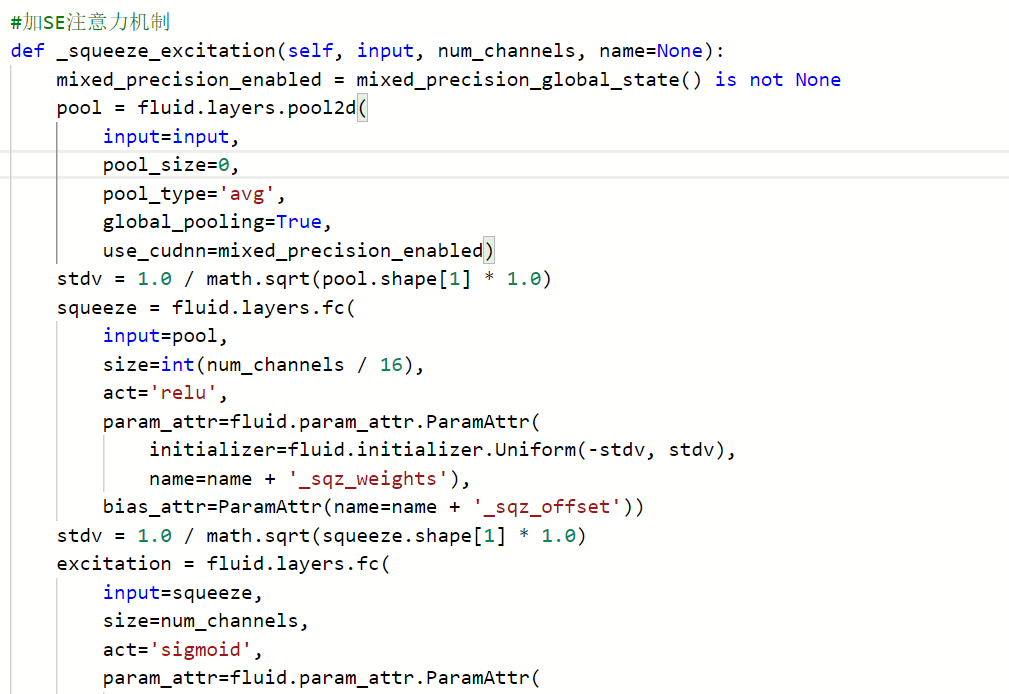 #加SE注意力机制
def _squeeze_excitation(self, input, num_channels, name=None):
    mixed_precision_enabled = mixed_precision_global_state() is not None
    pool = fluid.layers.pool2d(
        input=input,
        pool_size=0,
        pool_type='avg',
        global_pooling=True,
        use_cudnn=mixed_precision_enabled)
    stdv = 1.0 / math.sqrt(pool.shape[1] * 1.0)
    squeeze = fluid.layers.fc(
        input=pool,
        size=int(num_channels / 16),
        act='relu',
        param_attr=fluid.param_attr.ParamAttr(
            initializer=fluid.initializer.Uniform(-stdv, stdv),
            name=name + '_sqz_weights'),
        bias_attr=ParamAttr(name=name + '_sqz_offset'))
    stdv = 1.0 / math.sqrt(squeeze.shape[1] * 1.0)
    excitation = fluid.layers.fc(
        input=squeeze,
        size=num_channels,
        act='sigmoid',
        param_attr=fluid.param_attr.ParamAttr(